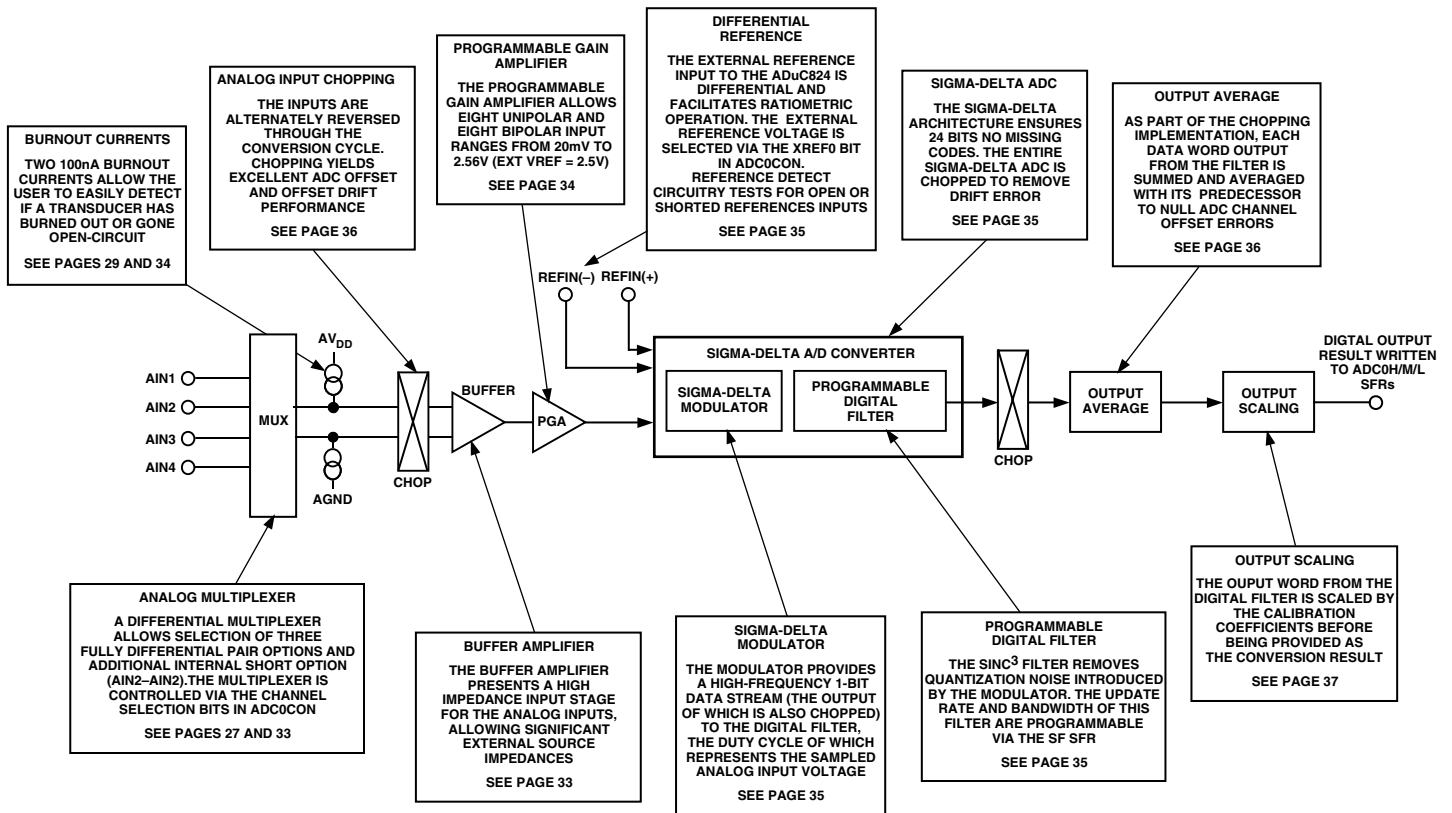 DIFFERENTIAL
REFERENCE
THE EXTERNAL REFERENCE
INPUT TO THE ADuC824 IS
DIFFERENTIAL AND
FACILITATES RATIOMETRIC
OPERATION. THE EXTERNAL
REFERENCE VOLTAGE IS
SELECTED VIA THE XREF0 BIT
IN ADC0CON.
REFERENCE DETECT
CIRCUITRY TESTS FOR OPEN OR
SHORTED REFERENCES INPUTS
SEE PAGE 35
PROGRAMMABLE GAIN
AMPLIFIER
THE PROGRAMMABLE
GAIN AMPLIFIER ALLOWS
EIGHT UNIPOLAR AND
EIGHT BIPOLAR INPUT
RANGES FROM 20mV TO
2.56V (EXT VREF = 2.5V)
SEE PAGE 34
ANALOG INPUT CHOPPING
THE INPUTS ARE
ALTERNATELY REVERSED
THROUGH THE
CONVERSION CYCLE.
CHOPPING YIELDS
EXCELLENT ADC OFFSET
AND OFFSET DRIFT
PERFORMANCE
SEE PAGE 36
SIGMA-DELTA ADC
THE SIGMA-DELTA
ARCHITECTURE ENSURES
24 BITS NO MISSING
CODES. THE ENTIRE
SIGMA-DELTA ADC IS
CHOPPED TO REMOVE
DRIFT ERROR
SEE PAGE 35
OUTPUT AVERAGE
AS PART OF THE CHOPPING
IMPLEMENTATION, EACH
DATA WORD OUTPUT
FROM THE FILTER IS
SUMMED AND AVERAGED
WITH ITS PREDECESSOR
TO NULL ADC CHANNEL
OFFSET ERRORS
SEE PAGE 36
BURNOUT CURRENTS
TWO 100nA BURNOUT
CURRENTS ALLOW THE
USER TO EASILY DETECT
IF A TRANSDUCER HAS
BURNED OUT OR GONE
OPEN-CIRCUIT
SEE PAGES 29 AND 34
REFIN(–) REFIN(+)
AVDD
AIN1
AIN2
AIN3
AIN4
MUX
AGND
CHOP
BUFFER
PGA
SIGMA-DELTA A/D CONVERTER
SIGMA-DELTA
MODULATOR
PROGRAMMABLE
DIGITAL
FILTER
CHOP
OUTPUT
AVERAGE
OUTPUT
SCALING
DIGTAL OUTPUT
RESULT WRITTEN
TO ADC0H/M/L
SFRs
ANALOG MULTIPLEXER
A DIFFERENTIAL MULTIPLEXER
ALLOWS SELECTION OF THREE
FULLY DIFFERENTIAL PAIR OPTIONS AND
ADDITIONAL INTERNAL SHORT OPTION
(AIN2–AIN2).THE MULTIPLEXER IS
CONTROLLED VIA THE CHANNEL
SELECTION BITS IN ADC0CON
SEE PAGES 27 AND 33
BUFFER AMPLIFIER
THE BUFFER AMPLIFIER
PRESENTS A HIGH
IMPEDANCE INPUT STAGE
FOR THE ANALOG INPUTS,
ALLOWING SIGNIFICANT
EXTERNAL SOURCE
IMPEDANCES
SEE PAGE 33
SIGMA-DELTA
MODULATOR
THE MODULATOR PROVIDES
A HIGH-FREQUENCY 1-BIT
DATA STREAM (THE OUTPUT
OF WHICH IS ALSO CHOPPED)
TO THE DIGITAL FILTER,
THE DUTY CYCLE OF WHICH
REPRESENTS THE SAMPLED
ANALOG INPUT VOLTAGE
SEE PAGE 35
PROGRAMMABLE
DIGITAL FILTER
THE SINC3 FILTER REMOVES
QUANTIZATION NOISE INTRODUCED
BY THE MODULATOR. THE UPDATE
RATE AND BANDWIDTH OF THIS
FILTER ARE PROGRAMMABLE
VIA THE SF SFR
SEE PAGE 35
OUTPUT SCALING
THE OUPUT WORD FROM THE
DIGITAL FILTER IS SCALED BY
THE CALIBRATION
COEFFICIENTS BEFORE
BEING PROVIDED AS
THE CONVERSION RESULT
SEE PAGE 37